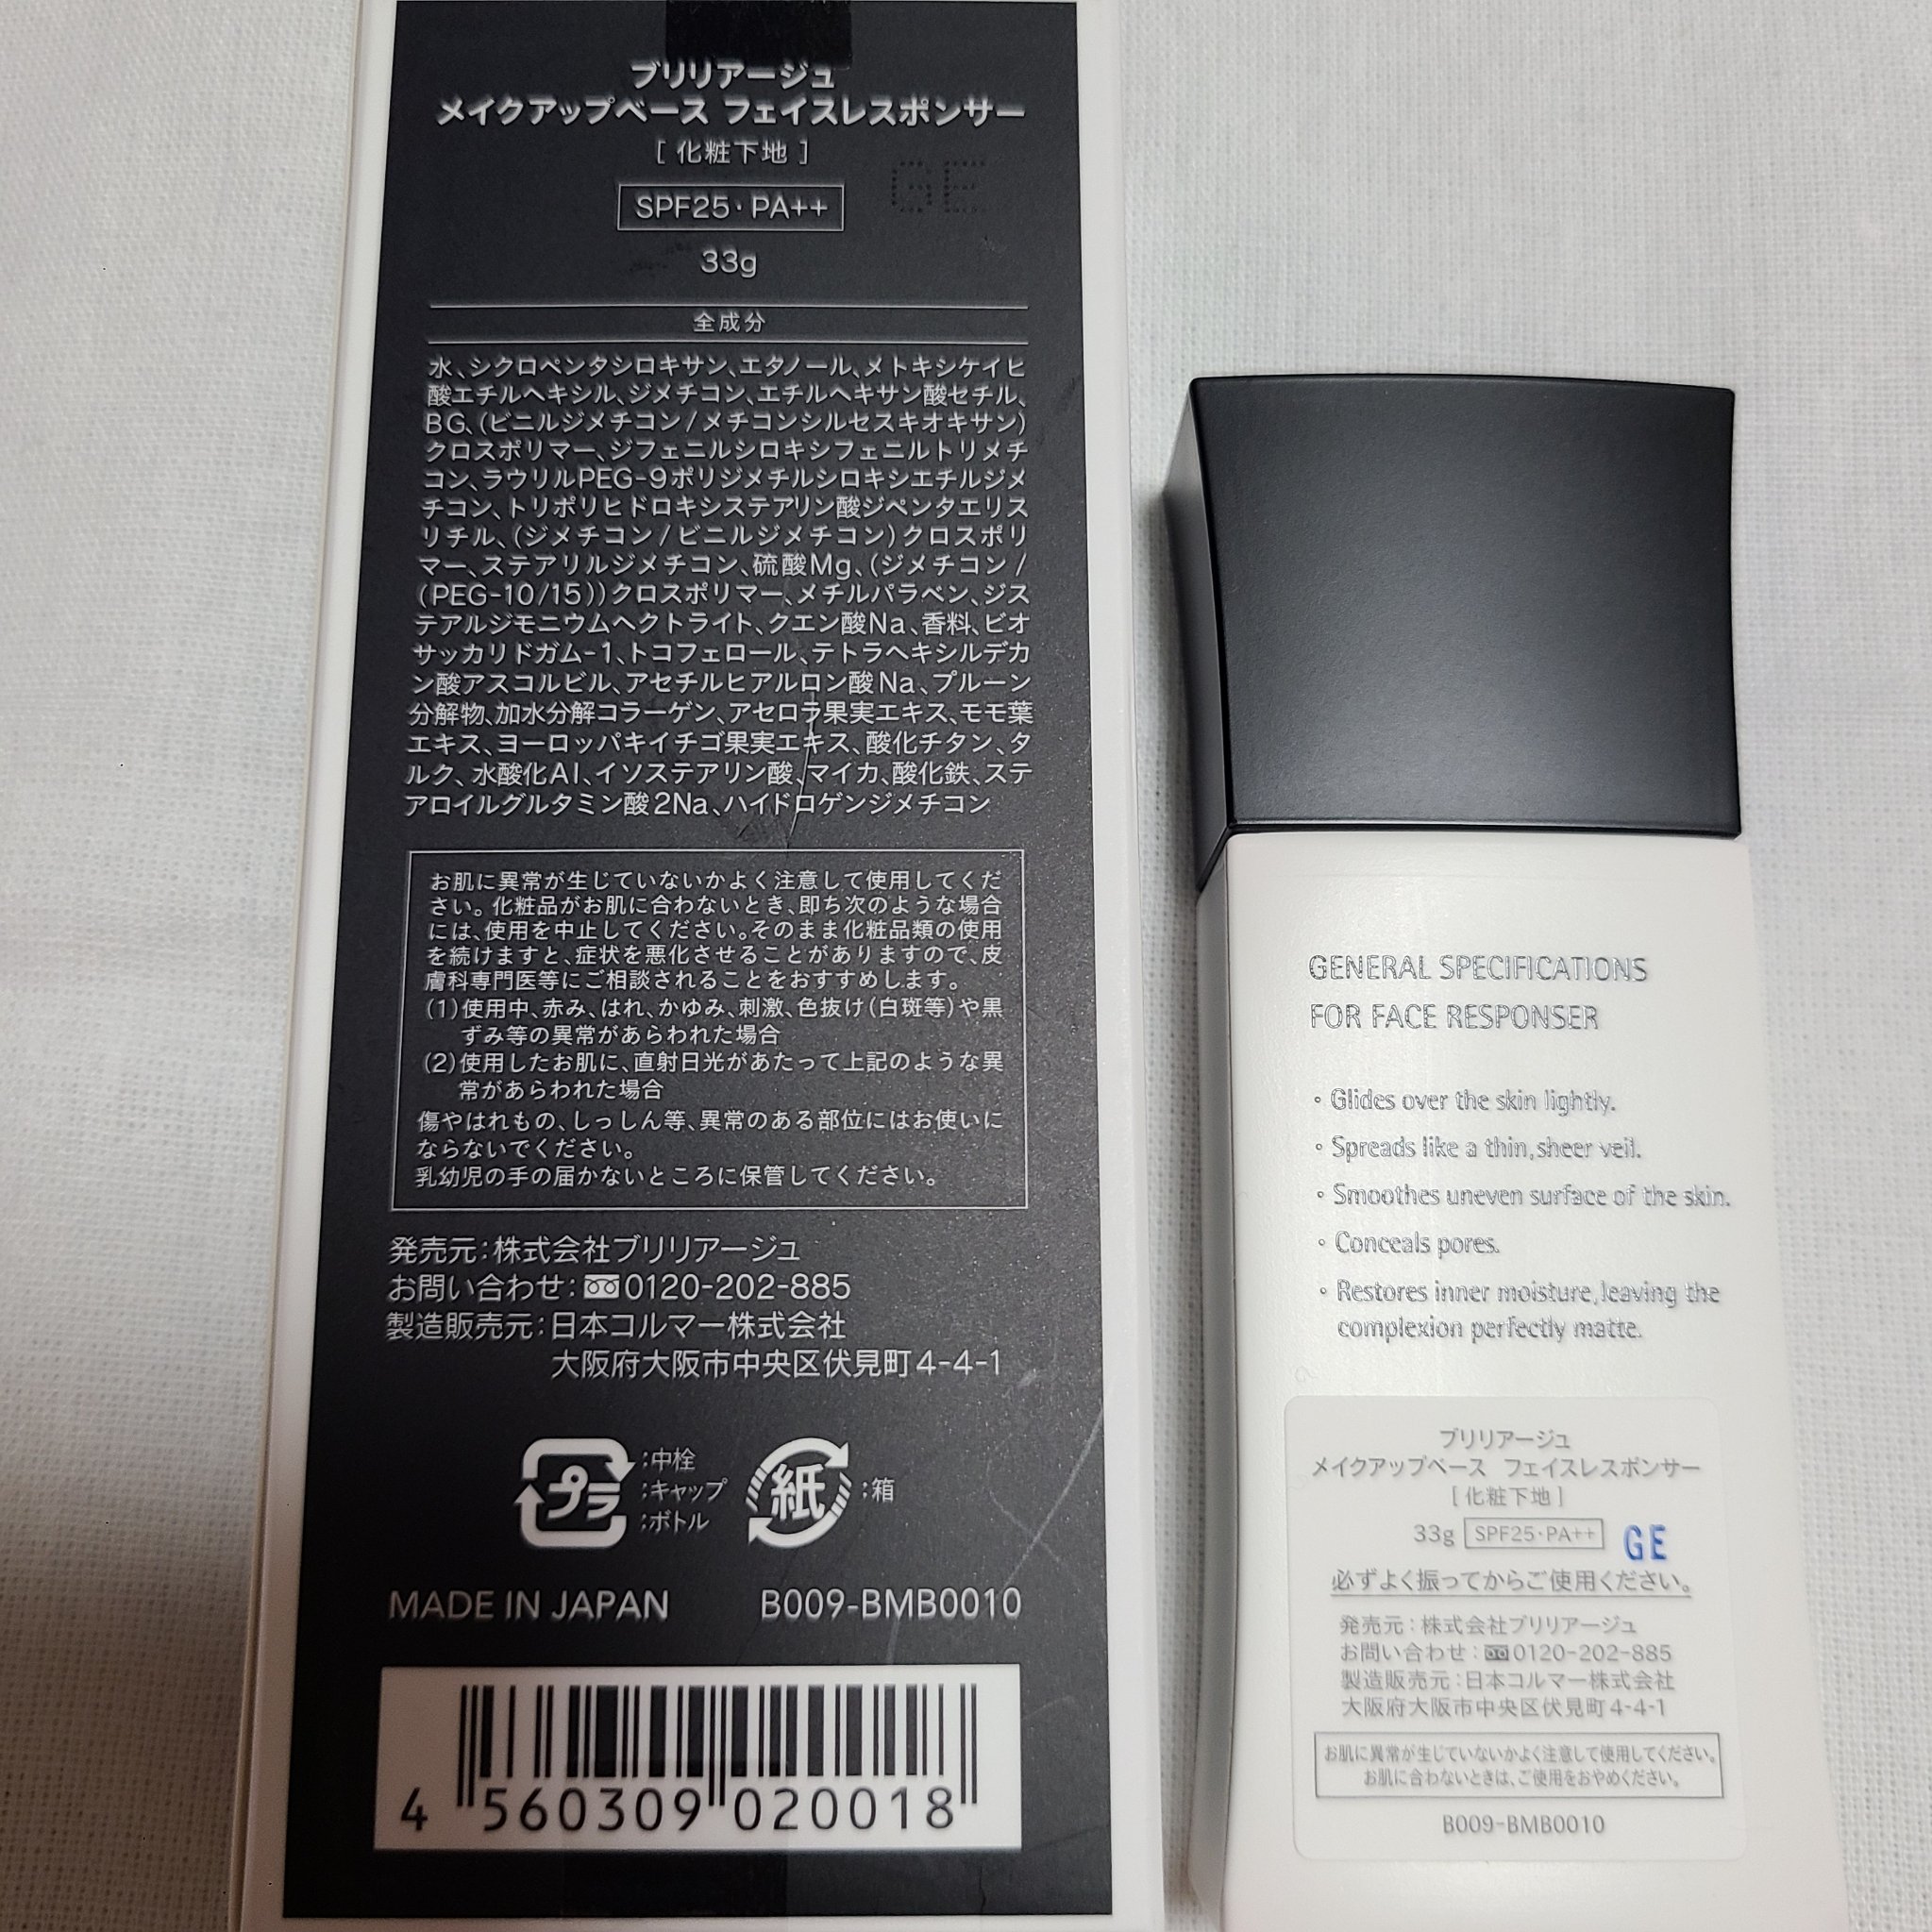 ブリリアージュ
メイクアップベース フェイスレスポンサー
[ 化粧下地 ]
GE
SPF25・PA++
33g
全成分
水、シクロペンタシロキサン、エタノール、メトキシケイヒ
酸エチルヘキシル、ジメチコン、エチルヘキサン酸セチル、
BG、(ビニルジメチコン/メチコンシルセスキオキサン)
クロスポリマー、ジフェニルシロキシフェニルトリメチ
コン、ラウリルPEG-9ポリジメチルシロキシエチルジメ
チコン、トリポリヒドロキシステアリン酸ジペンタエリス
リチル、(ジメチコン/ビニルジメチコン)クロスポリ
マー、ステアリルジメチコン、硫酸Mg、(ジメチコン/
(PEG-10/15))クロスポリマー、メチルパラベン、ジス
テアルジモニウムヘクトライト、クエン酸Na、香料、ビオ
サッカリドガム-1、トコフェロール、テトラヘキシルデカ
ン酸アスコルビル、アセチルヒアルロン酸Na、プルーン
分解物、加水分解コラーゲン、アセロラ果実エキス、モモ葉
エキス、ヨーロッパキイチゴ果実エキス、酸化チタン、タ
ルク、水酸化Al、イソステアリン酸、マイカ、酸化鉄、ステ
アロイルグルタミン酸2Na、ハイドロゲンジメチコン
お肌に異常が生じていないかよく注意して使用してくだ
さい。化粧品がお肌に合わないとき、即ち次のような場合
には、使用を中止してください。そのまま化粧品類の使用
を続けますと、症状を悪化させることがありますので、皮
膚科専門医等にご相談されることをおすすめします。
(1)使用中、赤み、はれ、かゆみ、刺激、色抜け(白斑等)や黒
ずみ等の異常があらわれた場合
(2)使用したお肌に、直射日光があたって上記のような異
常があらわれた場合
傷やはれもの、しっしん等、異常のある部位にはお使いに
ならないでください。
乳幼児の手の届かないところに保管してください。
発売元:株式会社ブリリアージュ
お問い合わせ:0120-202-885
製造販売元:日本コルマー株式会社
大阪府大阪市中央区伏見町4-4-1
プラ
:中栓
:キャップ
:ボトル
紙
:箱
MADE IN JAPAN B009-BMB0010
4 560309 020018
GENERAL SPECIFICATIONS
FOR FACE RESPONSER
• Glides over the skin lightly.
• Spreads like a thin,sheer veil.
• Smoothes uneven surface of the skin.
• Conceals pores.
• Restores inner moisture,leaving the
complexion perfectly matte.
ブリリアージュ
メイクアップベース フェイスレスポンサー
[ 化粧下地 ]
33g SPF25・PA++ GE
必ずよく振ってからご使用ください。
発売元:株式会社ブリリアージュ
お問い合わせ:0120-202-885
製造販売元:日本コルマー株式会社
大阪府大阪市中央区伏見町4-4-1
お肌に異常が生じていないかよく注意して使用してください。
お肌に合わないときは、ご使用をおやめください。
B009-BMB0010